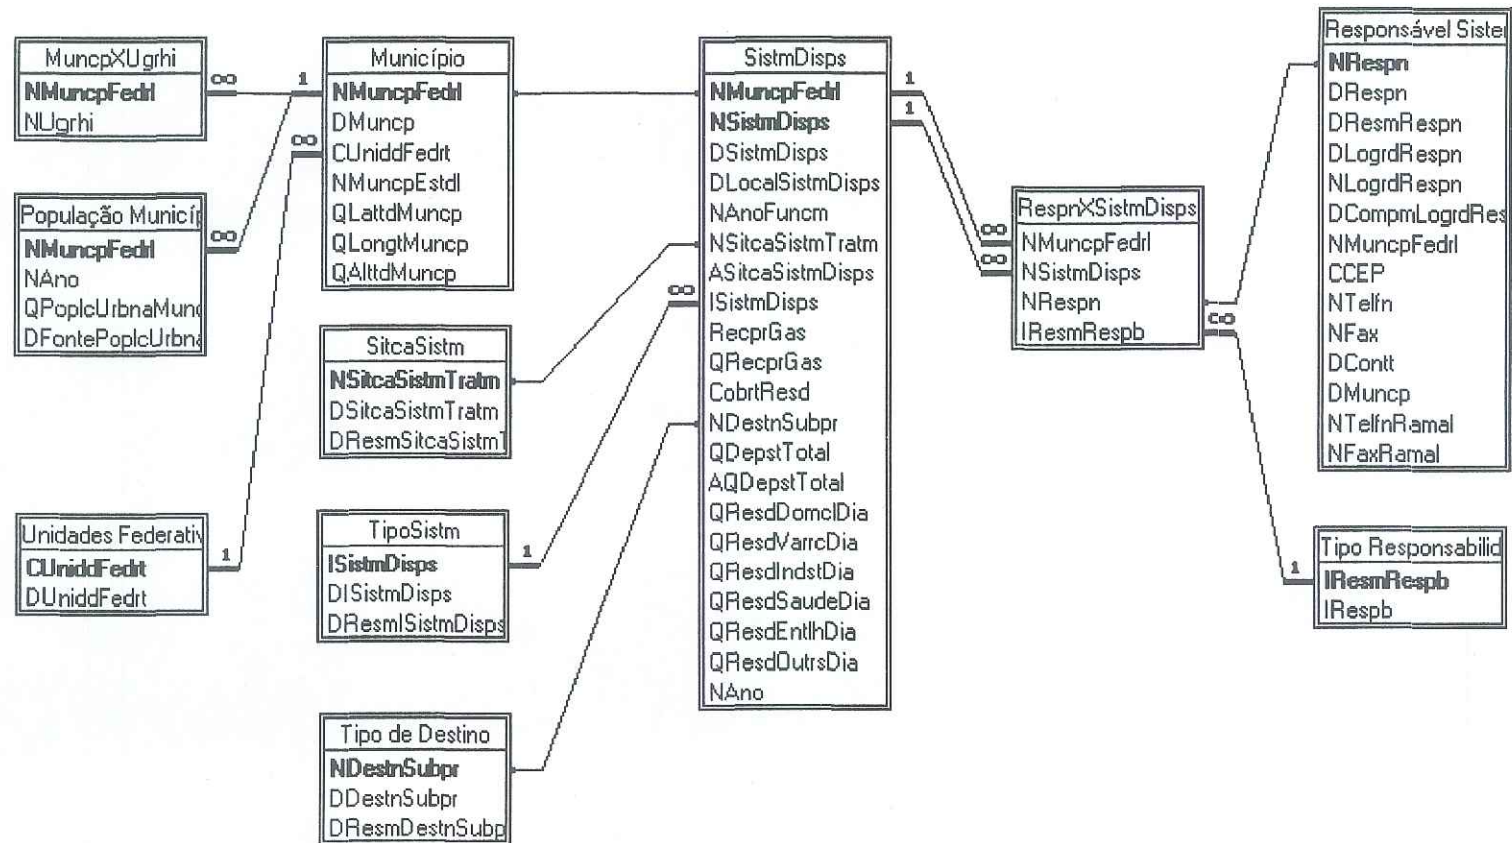 MuncpXUgrhi
NMuncpFedrl
NUgrhi
População Municíp
NMuncpFedrl
NAno
QPoplcUrbnaMunc
DFontePoplcUrbna
Unidades Federativ
CUniddFedrt
DUniddFedrt
∞
∞
1
∞
1
Município
NMuncpFedrl
DMuncp
CUniddFedrt
NMuncpEstdl
QLattdMuncp
QLongtMuncp
QAlttdMuncp
SitcaSistm
NSitcaSistmTratm
DSitcaSistmTratm
DResmSitcaSistmT
TipoSistm
ISistmDisps
DISistmDisps
DResmISistmDisps
Tipo de Destino
NDestnSubpr
DDestnSubpr
DResmDestnSubp
∞
1
SistmDisps
NMuncpFedrl
NSistmDisps
DSistmDisps
DLocalSistmDisps
NAnoFuncm
NSitcaSistmTratm
ASitcaSistmDisps
ISistmDisps
RecprGas
QRecprGas
CobrtResd
NDestnSubpr
QDepstTotal
AQDepstTotal
QResdDomclDia
QResdVarrcDia
QResdIndstDia
QResdSaudeDia
QResdEntlhDia
QResdOutrsDia
NAno
1
1
∞
∞
RespnXSistmDisps
NMuncpFedrl
NSistmDisps
NRespn
IResmRespb
∞
1
Responsável Sister
NRespn
DRespn
DResmRespn
DLogrdRespn
NLogrdRespn
DCompmLogrdRes
NMuncpFedrl
CCEP
NTelfn
NFax
DContt
DMuncp
NTelfnRamal
NFaxRamal
Tipo Responsabilid
IResmRespb
IRespb